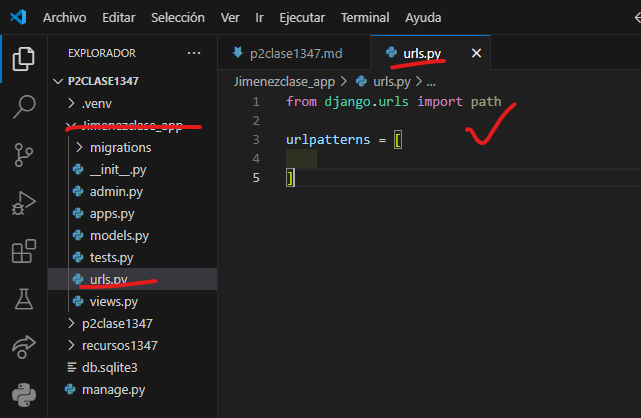 Archivo Editar Selección Ver Ir Ejecutar Terminal Ayuda
EXPLORADOR ... p2clase1347.md urls.py
P2CLASE1347
.venv
Jimenezclase_app
migrations
__init__.py
admin.py
apps.py
models.py
tests.py
urls.py
views.py
p2clase1347
recursos1347
db.sqlite3
manage.py
Jimenezclase_app > urls.py > ...
1 from django.urls import path
2
3 urlpatterns = [
4
5 ]